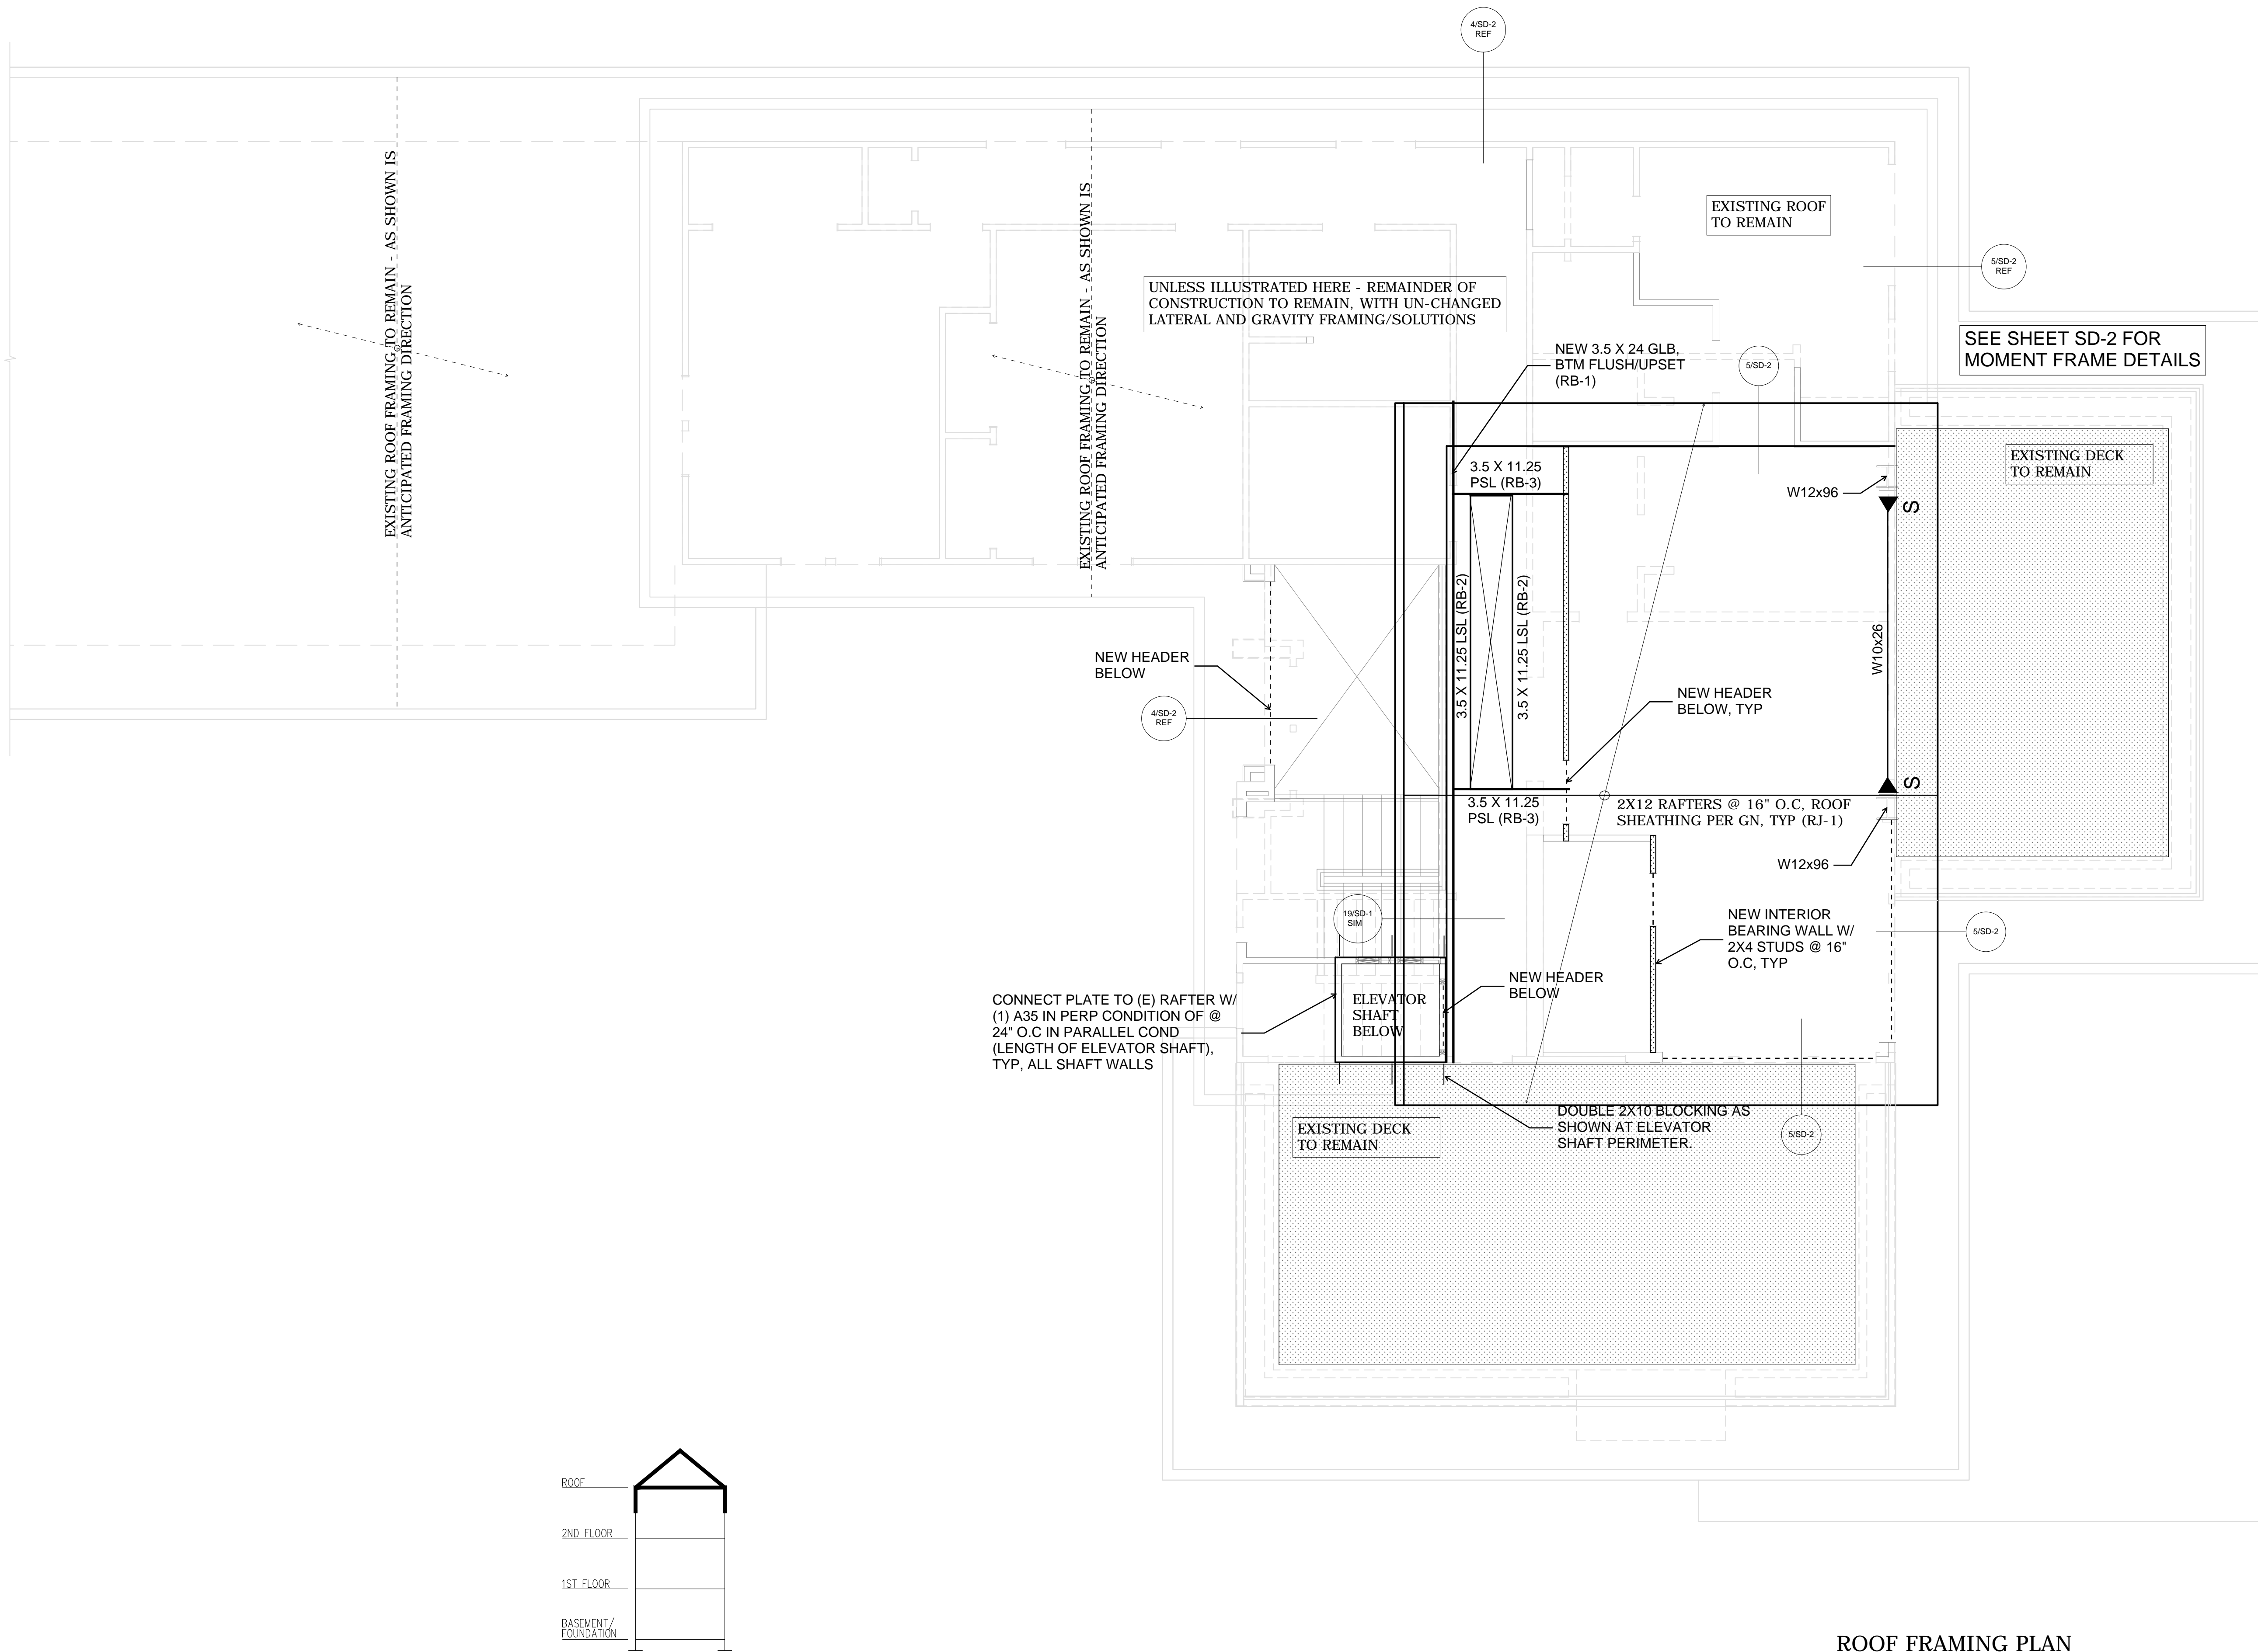 4/SD-2
REF
EXISTING ROOF FRAMING TO REMAIN - AS SHOWN IS
ANTICIPATED FRAMING DIRECTION
EXISTING ROOF FRAMING TO REMAIN - AS SHOWN IS
ANTICIPATED FRAMING DIRECTION
EXISTING ROOF
TO REMAIN
5/SD-2
REF
UNLESS ILLUSTRATED HERE - REMAINDER OF
CONSTRUCTION TO REMAIN, WITH UN-CHANGED
LATERAL AND GRAVITY FRAMING/SOLUTIONS
SEE SHEET SD-2 FOR
MOMENT FRAME DETAILS
NEW 3.5 X 24 GLB,
BTM FLUSH/UPSET
(RB-1)
5/SD-2
EXISTING DECK
TO REMAIN
3.5 X 11.25
PSL (RB-3)
W12x96
S
3.5 X 11.25 LSL (RB-2)
3.5 X 11.25 LSL (RB-2)
W10x26
NEW HEADER
BELOW
4/SD-2
REF
NEW HEADER
BELOW, TYP
S
3.5 X 11.25
PSL (RB-3)
2X12 RAFTERS @ 16" O.C, ROOF
SHEATHING PER GN, TYP (RJ-1)
W12x96
19/SD-1
SIM
NEW INTERIOR
BEARING WALL W/
2X4 STUDS @ 16"
O.C, TYP
5/SD-2
NEW HEADER
BELOW
CONNECT PLATE TO (E) RAFTER W/
(1) A35 IN PERP CONDITION OF @
24" O.C IN PARALLEL COND
(LENGTH OF ELEVATOR SHAFT),
TYP, ALL SHAFT WALLS
ELEVATOR
SHAFT
BELOW
DOUBLE 2X10 BLOCKING AS
SHOWN AT ELEVATOR
SHAFT PERIMETER.
EXISTING DECK
TO REMAIN
5/SD-2
ROOF
2ND FLOOR
1ST FLOOR
BASEMENT/
FOUNDATION
ROOF FRAMING PLAN